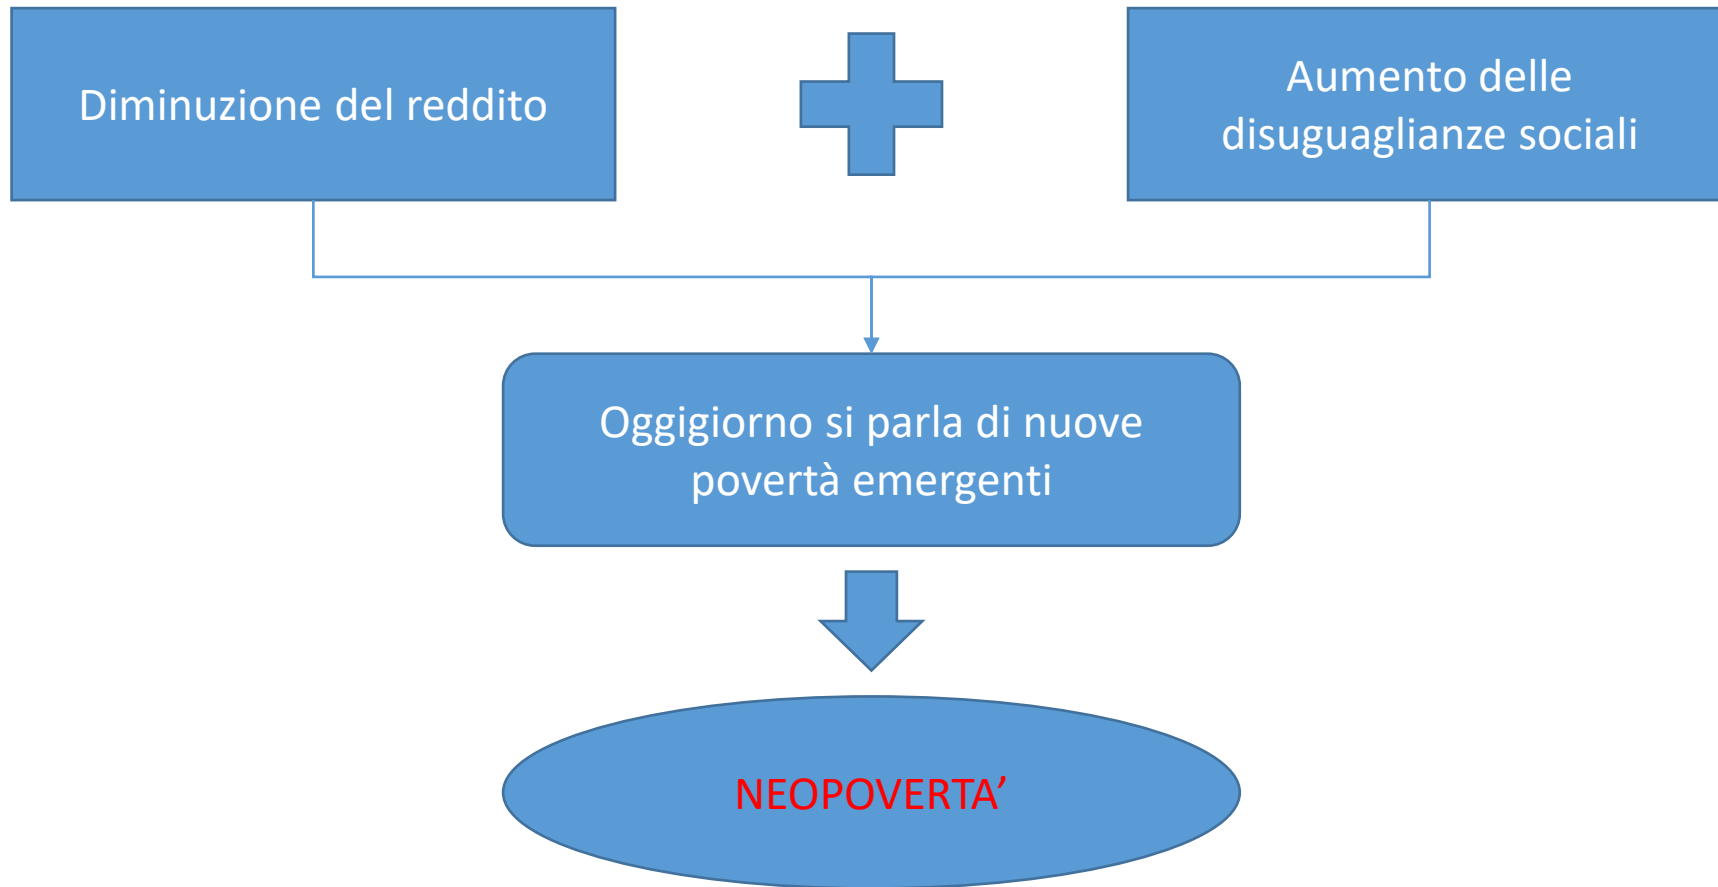 Diminuzione del reddito
Aumento delle
disuguaglianze sociali
Oggigiorno si parla di nuove
povertà emergenti
NEOPOVERTA’